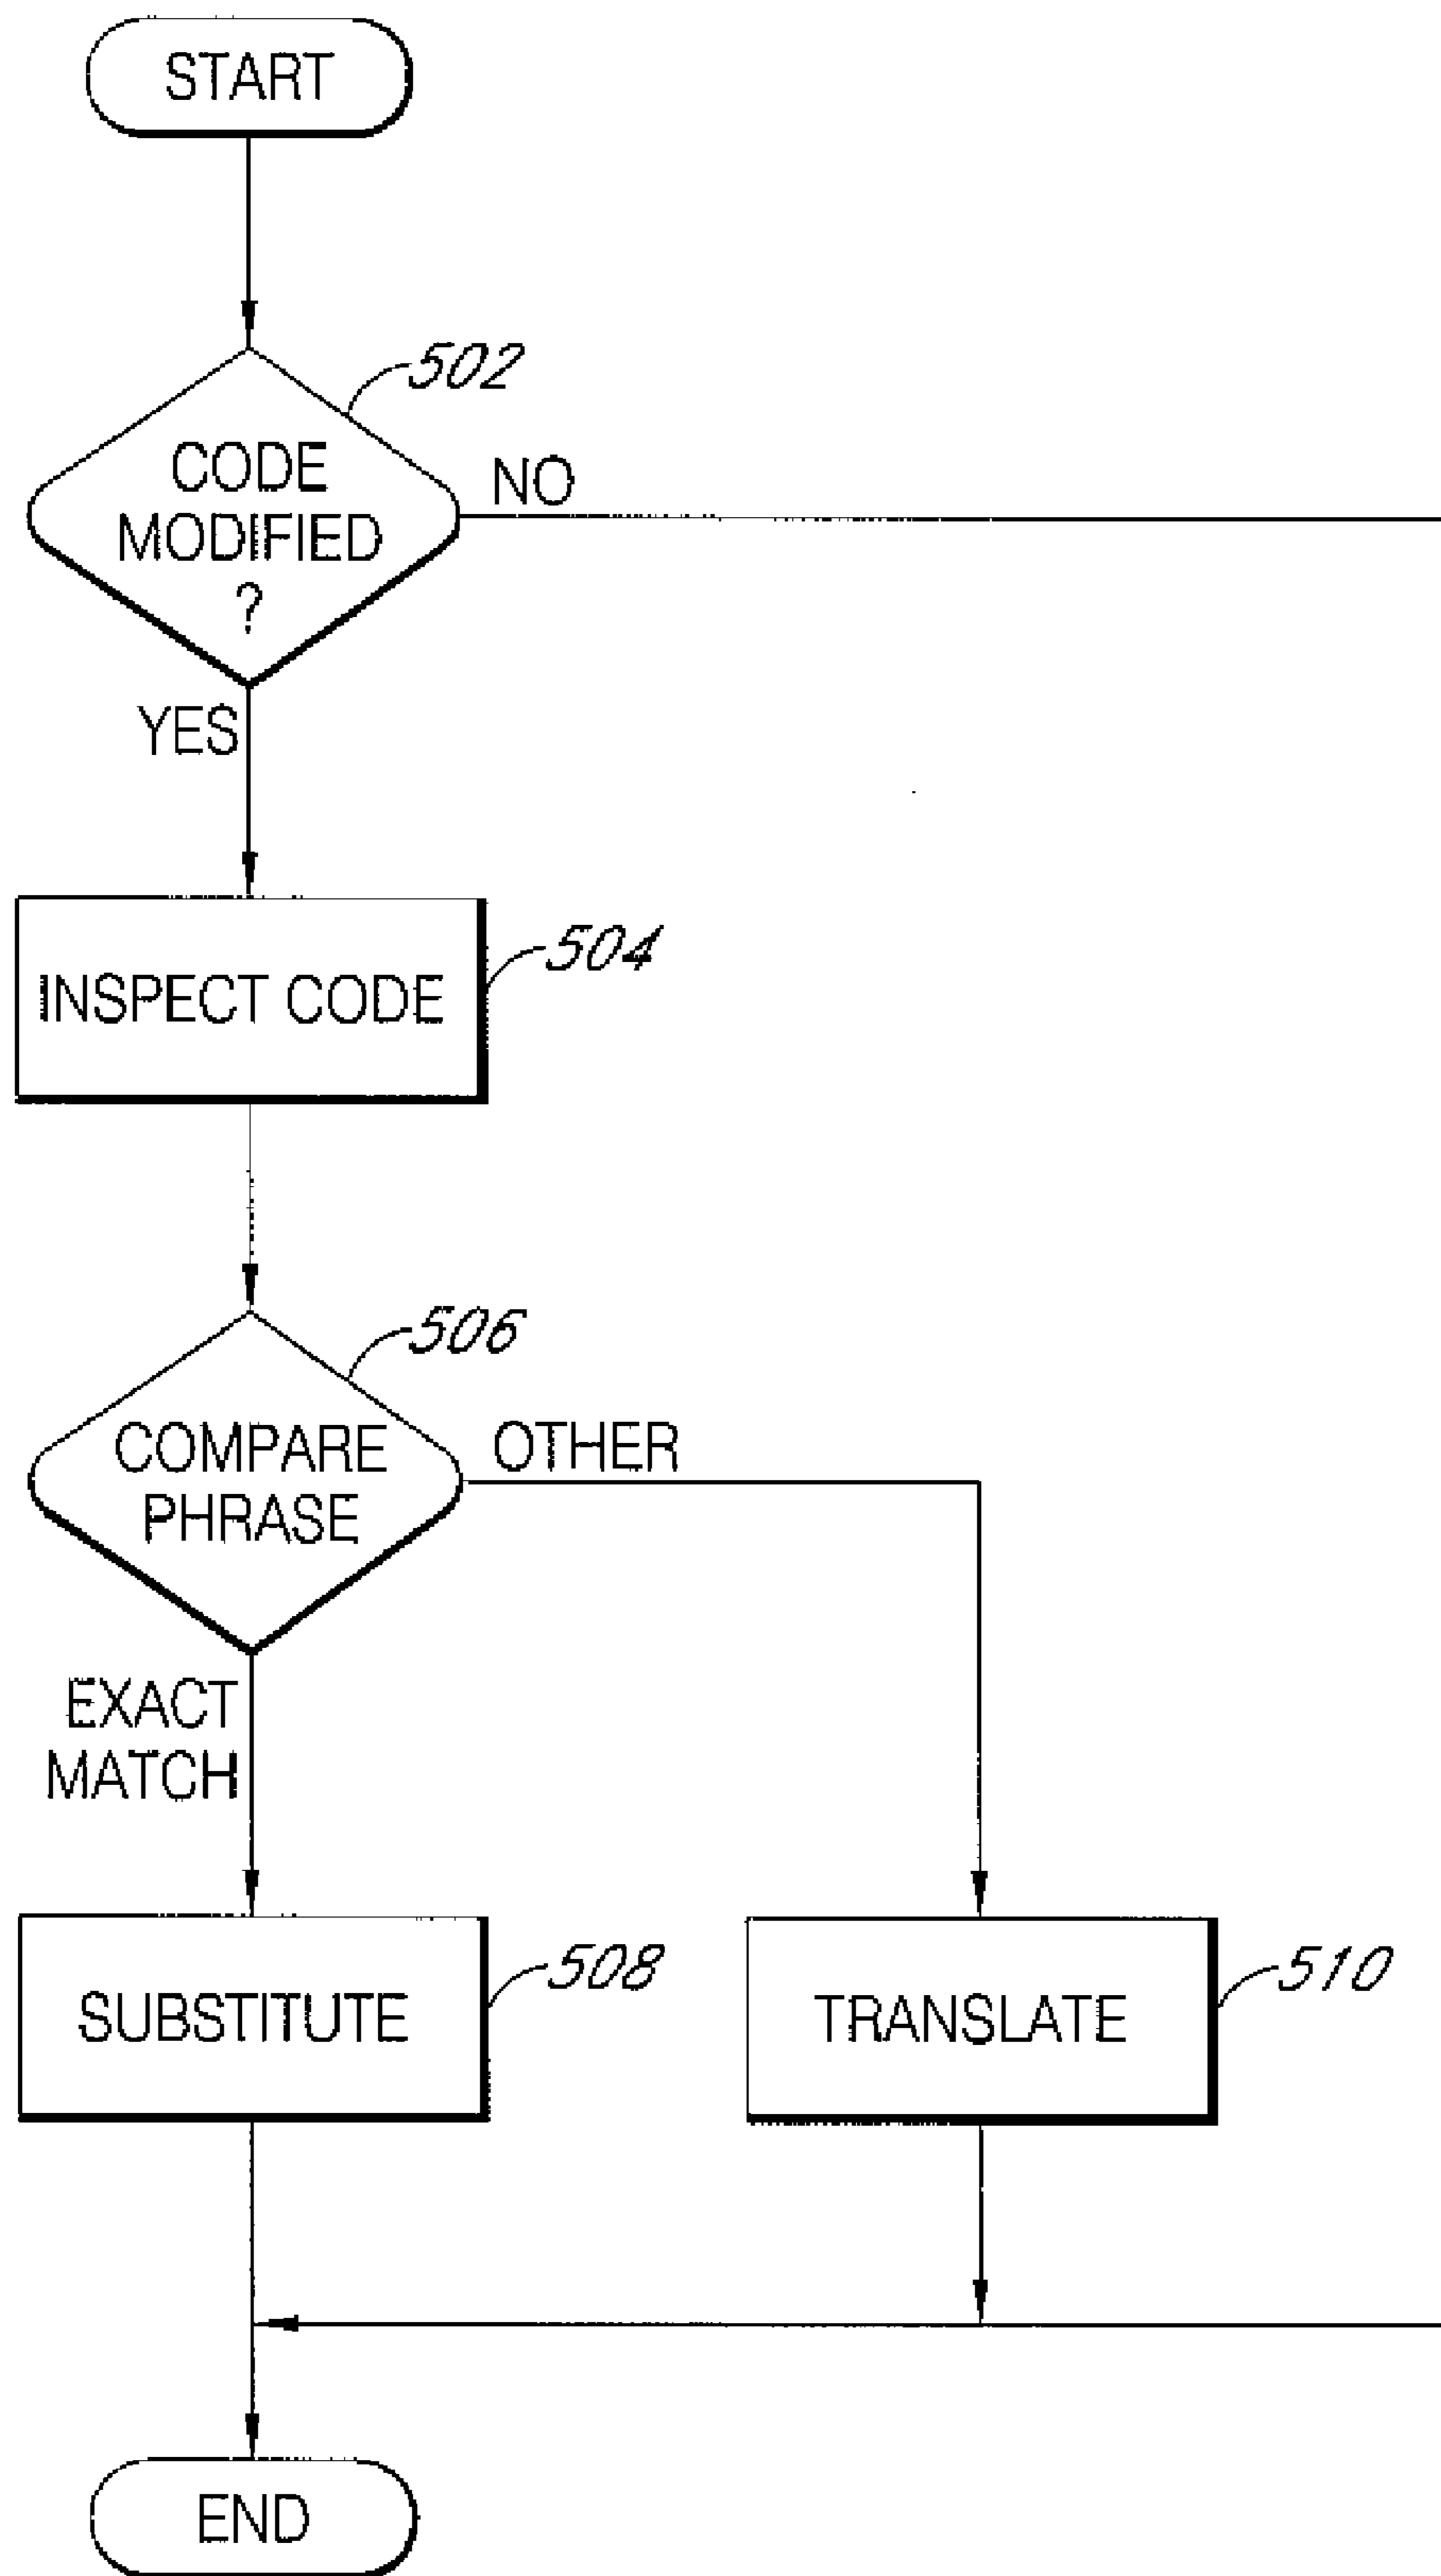 START
502
CODE
MODIFIED
?
NO
YES
504
INSPECT CODE
506
COMPARE
PHRASE
OTHER
EXACT
MATCH
508
SUBSTITUTE
510
TRANSLATE
END